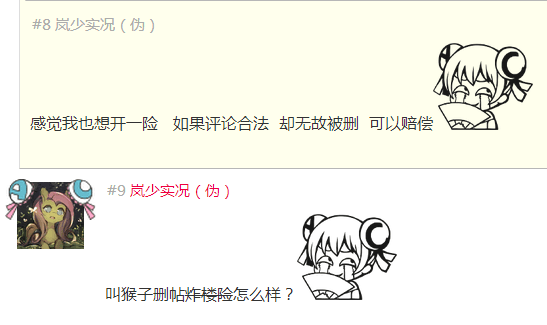 #8 岚少实况（伪）
感觉我也想开一险 如果评论合法 却无故被删 可以赔偿
#9 岚少实况（伪）
叫猴子删帖炸楼险怎么样？